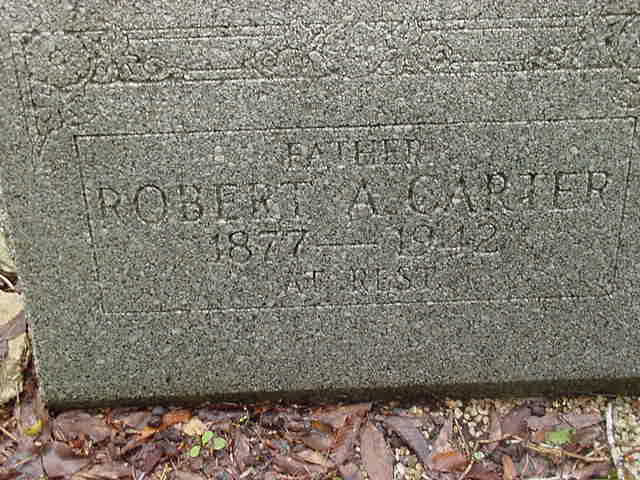 FATHER
ROBERT A. CARTER
1877 — 1942
AT REST